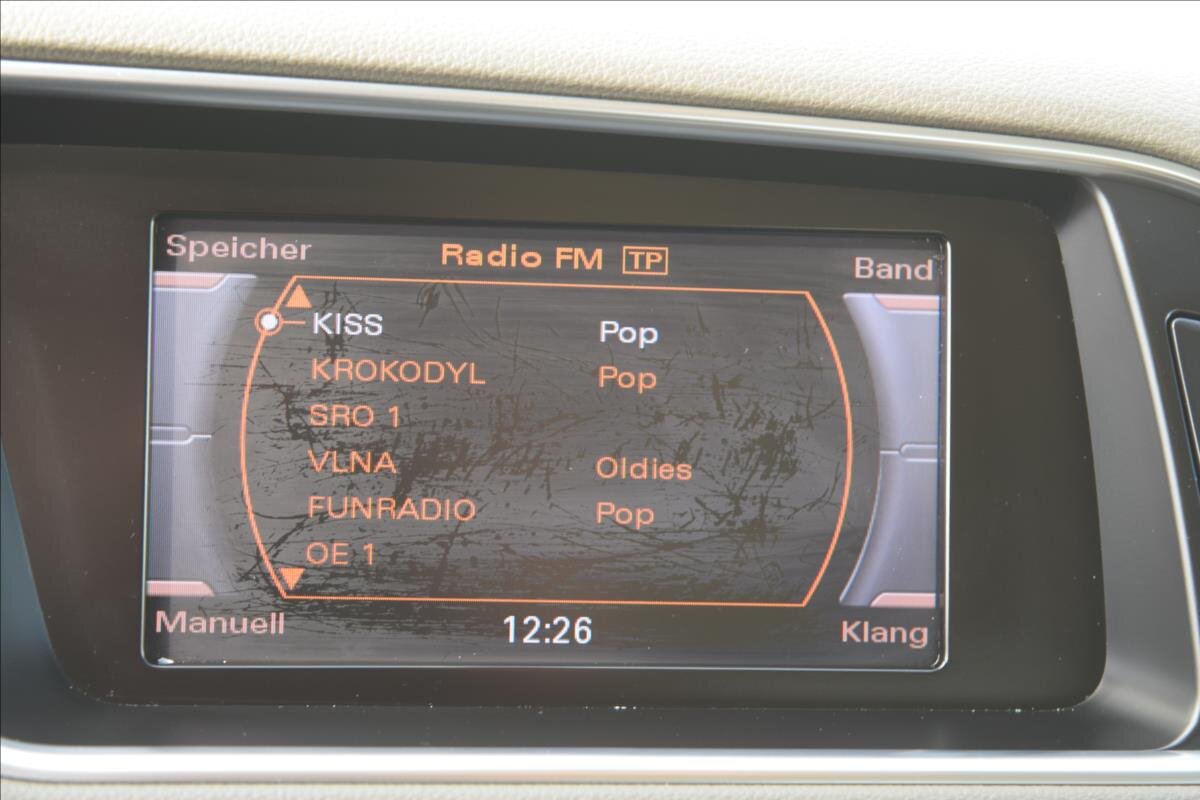 Speicher
Radio FM TP
Band
KISS Pop
KROKODYL Pop
SRO 1
VLNA Oldies
FUNRADIO Pop
OE 1
Manuell
12:26
Klang